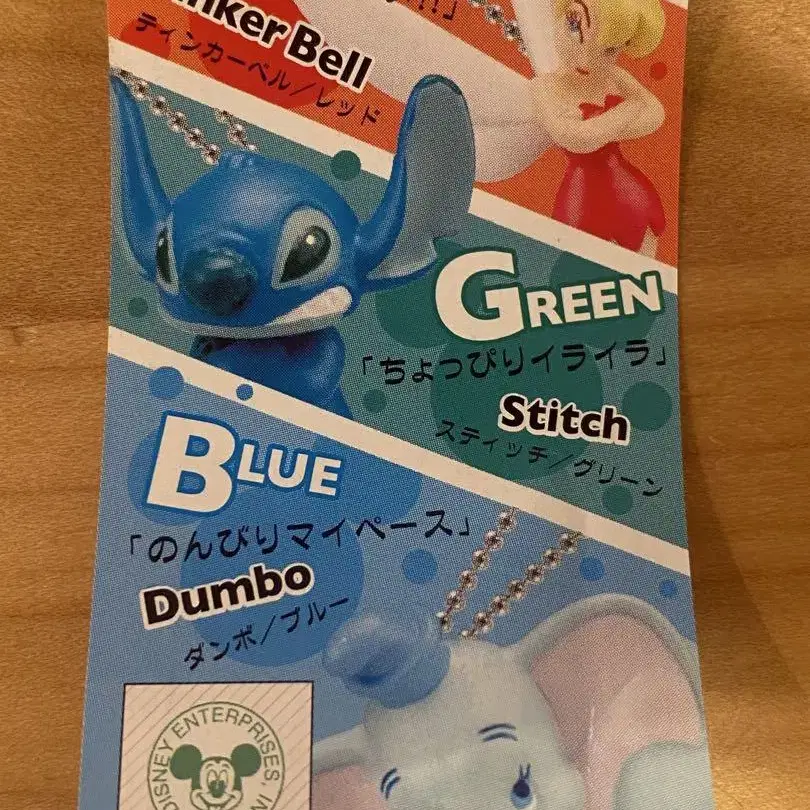 !!」
nker Bell
ティンカーベル／レッド
GREEN
「ちょっぴりイライラ」
Stitch
スティッチ／グリーン
BLUE
「のんびりマイペース」
Dumbo
ダンボ／ブルー
DISNEY ENTERPRISES, IN